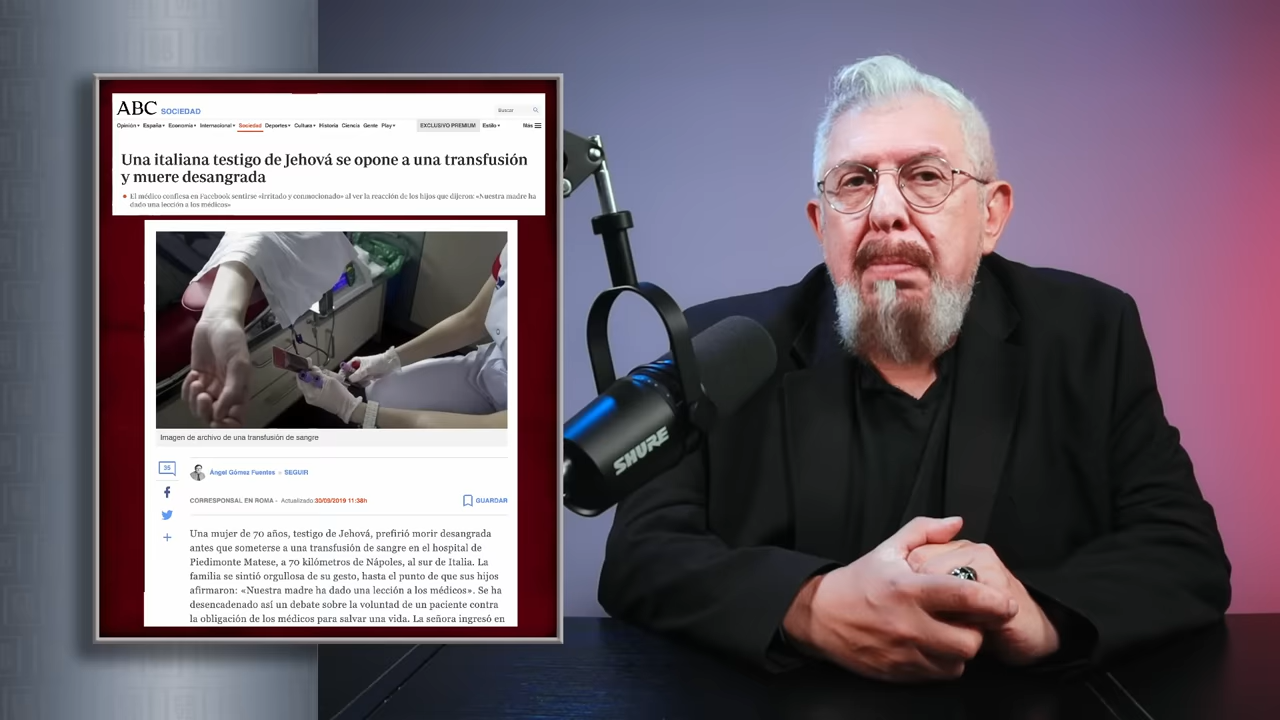 ABC SOCIEDAD
Buscar
Opinión España Economía Internacional Sociedad Deportes Cultura Historia Ciencia Gente Play EXCLUSIVO PREMIUM Estilo Más
Una italiana testigo de Jehová se opone a una transfusión
y muere desangrada
El médico confiesa en Facebook sentirse «irritado y conmocionado» al ver la reacción de los hijos que dijeron: «Nuestra madre ha
dado una lección a los médicos»
Imagen de archivo de una transfusión de sangre
35
Ángel Gómez Fuentes + SEGUIR
CORRESPONSAL EN ROMA - Actualizado:30/09/2019 11:38h
GUARDAR
Una mujer de 70 años, testigo de Jehová, prefirió morir desangrada
antes que someterse a una transfusión de sangre en el hospital de
Piedimonte Matese, a 70 kilómetros de Nápoles, al sur de Italia. La
familia se sintió orgullosa de su gesto, hasta el punto de que sus hijos
afirmaron: «Nuestra madre ha dado una lección a los médicos». Se ha
desencadenado así un debate sobre la voluntad de un paciente contra
la obligación de los médicos para salvar una vida. La señora ingresó en
SHURE